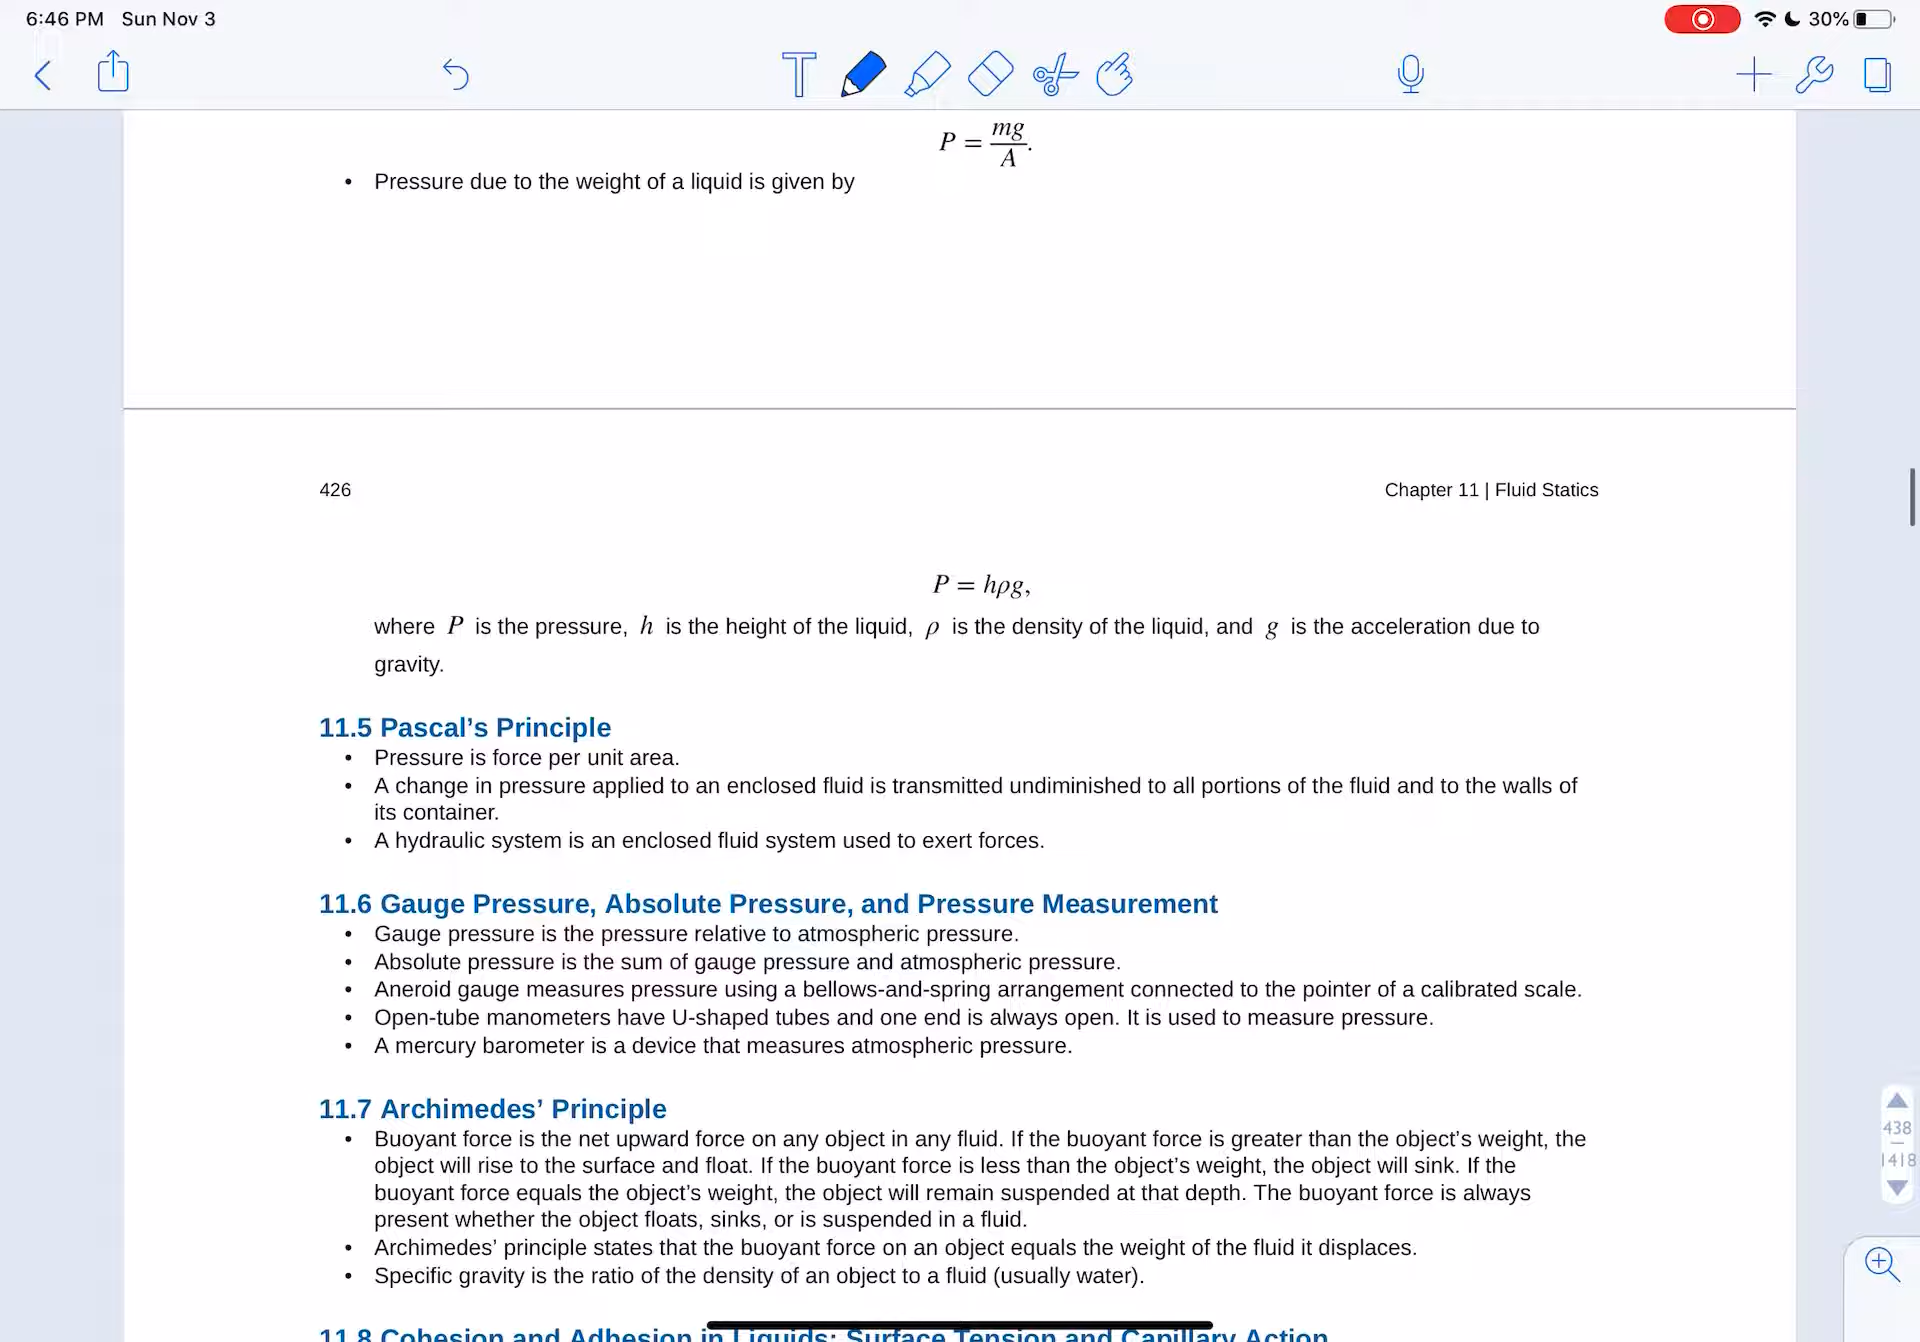 6:46 PM Sun Nov 3
30%
P = mg/A.
• Pressure due to the weight of a liquid is given by
426
Chapter 11 | Fluid Statics
P = hρg,
where P is the pressure, h is the height of the liquid, ρ is the density of the liquid, and g is the acceleration due to
gravity.
11.5 Pascal’s Principle
• Pressure is force per unit area.
• A change in pressure applied to an enclosed fluid is transmitted undiminished to all portions of the fluid and to the walls of
its container.
• A hydraulic system is an enclosed fluid system used to exert forces.
11.6 Gauge Pressure, Absolute Pressure, and Pressure Measurement
• Gauge pressure is the pressure relative to atmospheric pressure.
• Absolute pressure is the sum of gauge pressure and atmospheric pressure.
• Aneroid gauge measures pressure using a bellows-and-spring arrangement connected to the pointer of a calibrated scale.
• Open-tube manometers have U-shaped tubes and one end is always open. It is used to measure pressure.
• A mercury barometer is a device that measures atmospheric pressure.
438
1418
11.7 Archimedes’ Principle
• Buoyant force is the net upward force on any object in any fluid. If the buoyant force is greater than the object’s weight, the
object will rise to the surface and float. If the buoyant force is less than the object’s weight, the object will sink. If the
buoyant force equals the object’s weight, the object will remain suspended at that depth. The buoyant force is always
present whether the object floats, sinks, or is suspended in a fluid.
• Archimedes’ principle states that the buoyant force on an object equals the weight of the fluid it displaces.
• Specific gravity is the ratio of the density of an object to a fluid (usually water).
11.8 Cohesion and Adhesion in Liquids: Surface Tension and Capillary Action